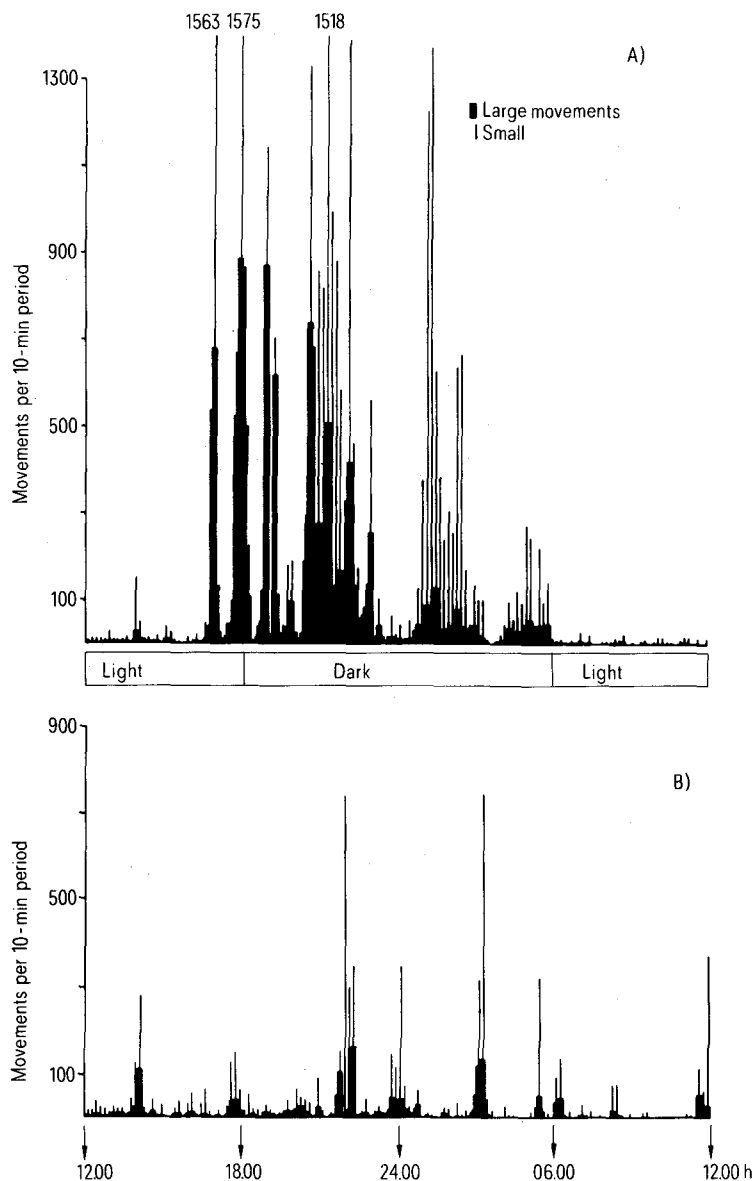 1563 1575 1518
A)
1300
Large movements
Small
900
500
100
Movements per 10-min period
Light Dark Light
900
B)
500
100
Movements per 10-min period
12.00 18.00 24.00 06.00 12.00 h